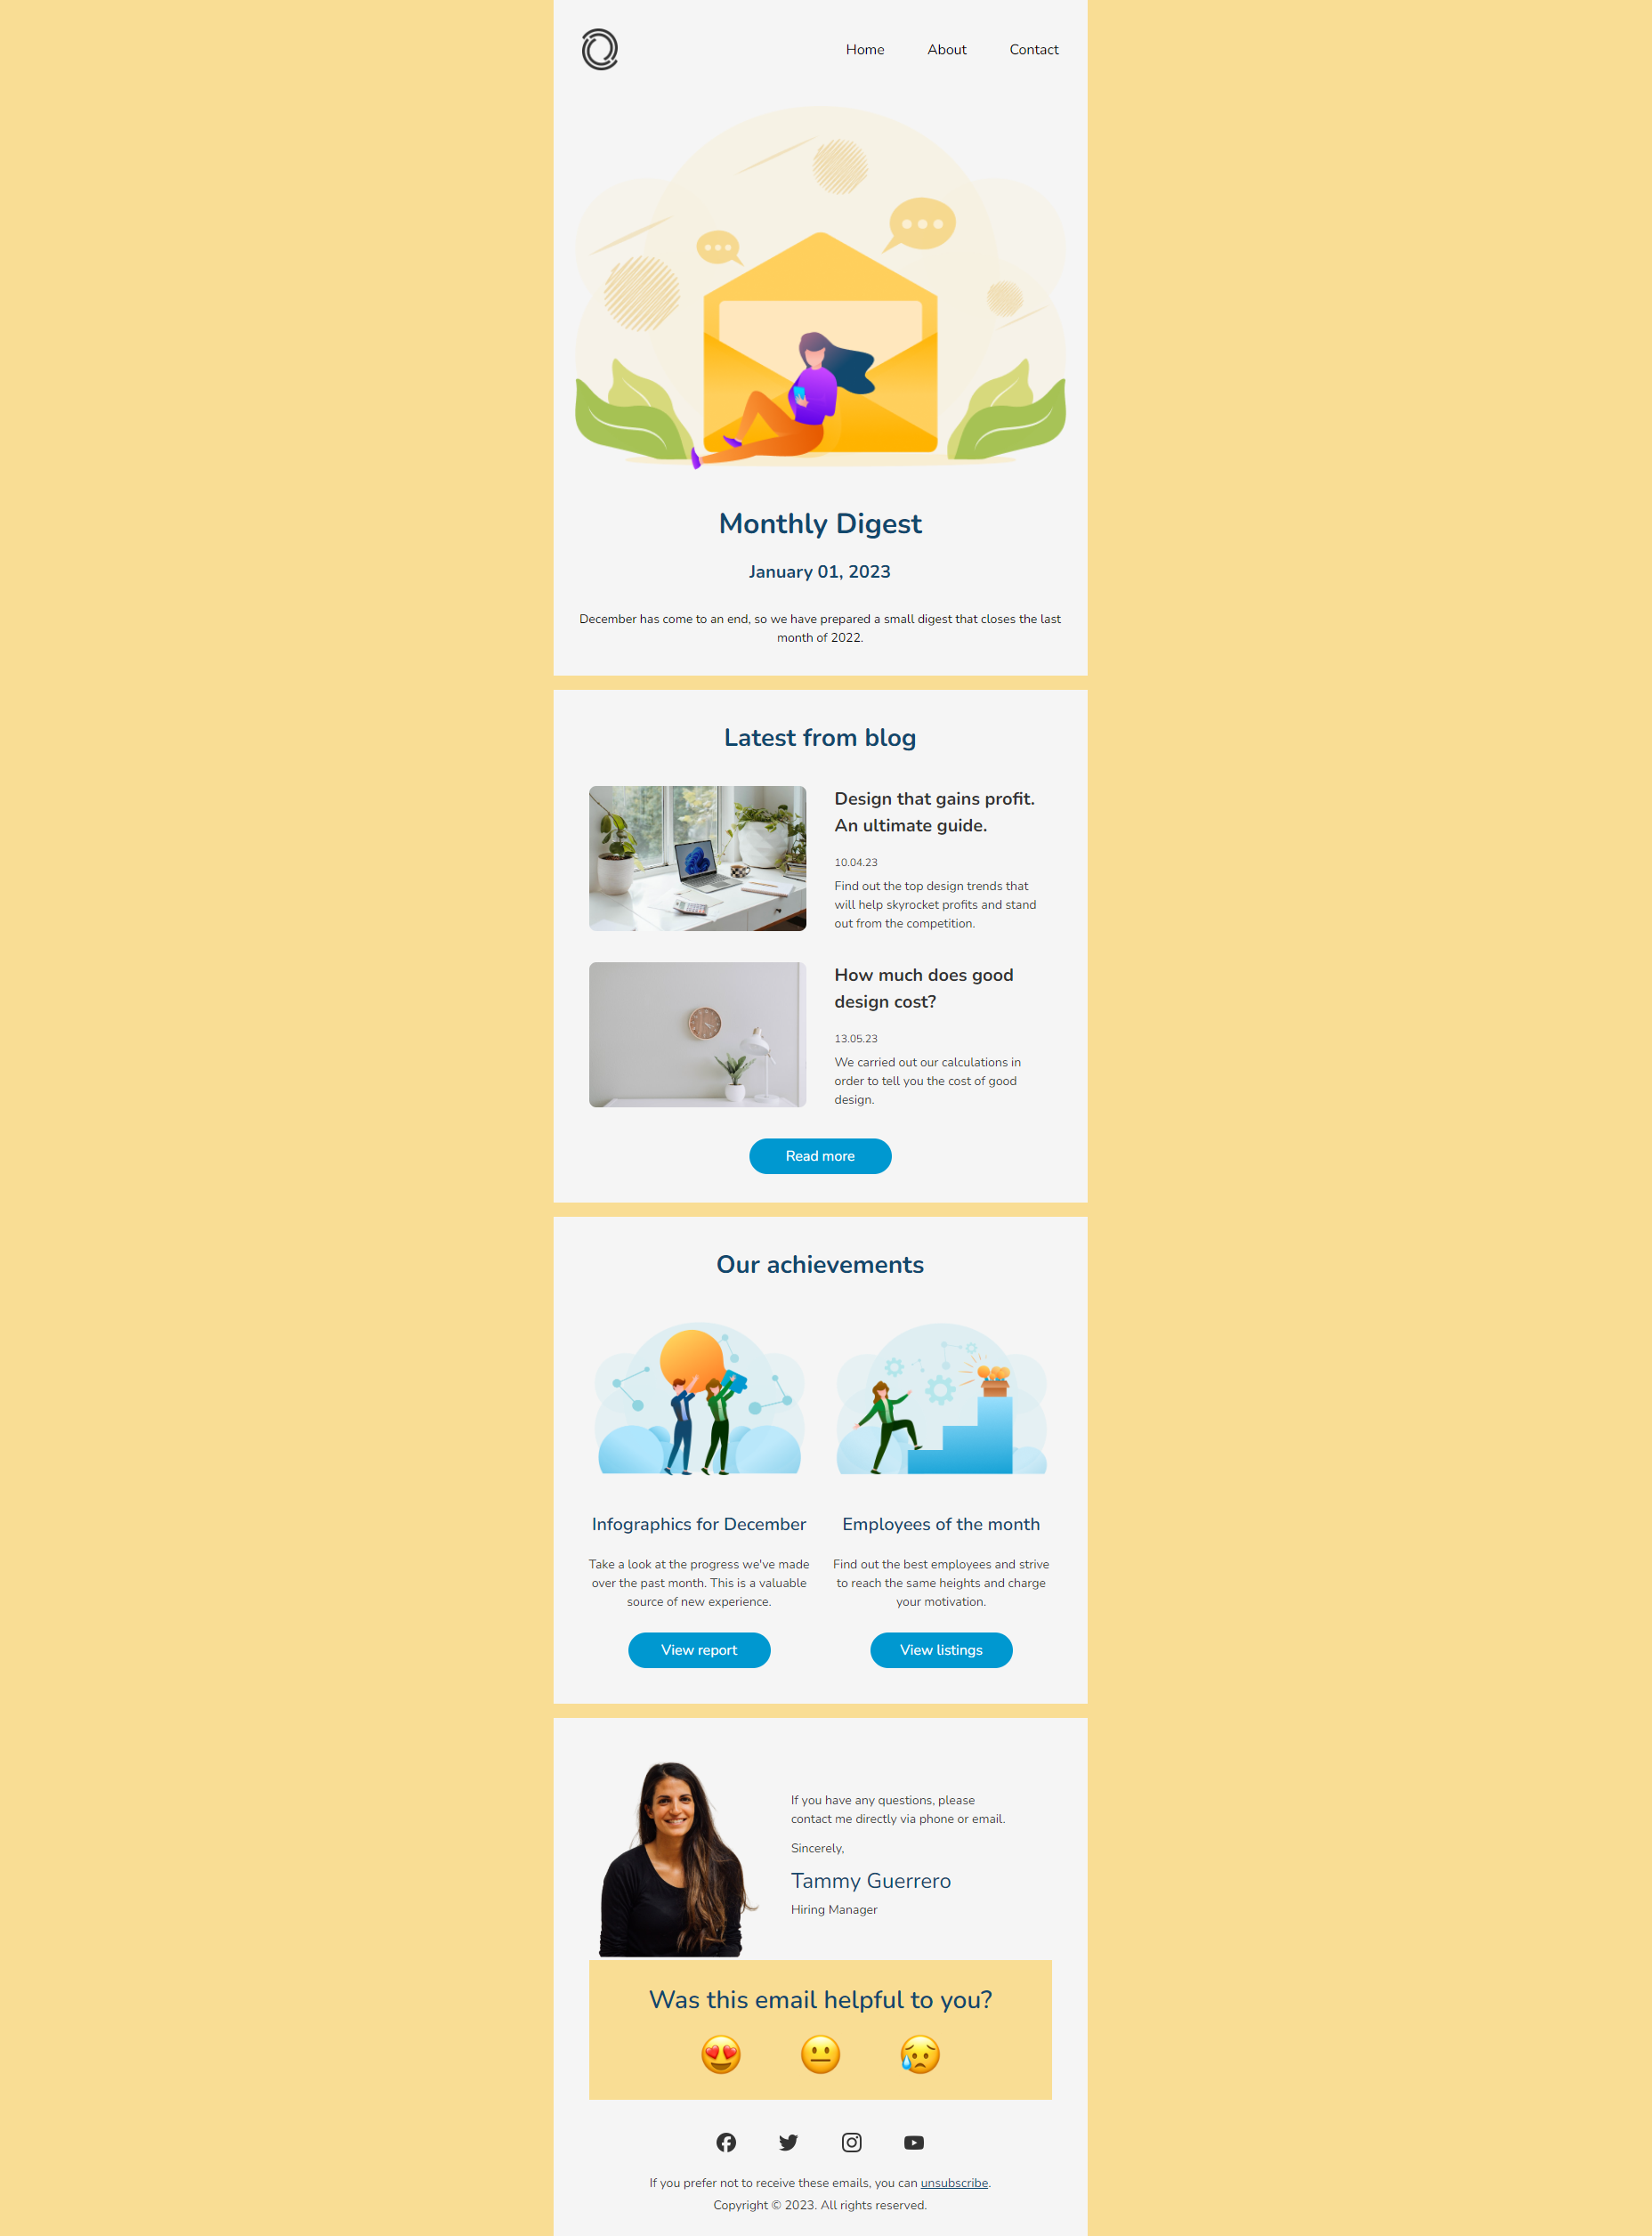 Home About Contact
Monthly Digest
January 01, 2023
December has come to an end, so we have prepared a small digest that closes the last
month of 2022.
Latest from blog
Design that gains profit.
An ultimate guide.
10.04.23
Find out the top design trends that
will help skyrocket profits and stand
out from the competition.
How much does good
design cost?
13.05.23
We carried out our calculations in
order to tell you the cost of good
design.
Read more
Our achievements
Infographics for December
Take a look at the progress we've made
over the past month. This is a valuable
source of new experience.
View report
Employees of the month
Find out the best employees and strive
to reach the same heights and charge
your motivation.
View listings
If you have any questions, please
contact me directly via phone or email.
Sincerely,
Tammy Guerrero
Hiring Manager
Was this email helpful to you?
If you prefer not to receive these emails, you can unsubscribe.
Copyright © 2023. All rights reserved.